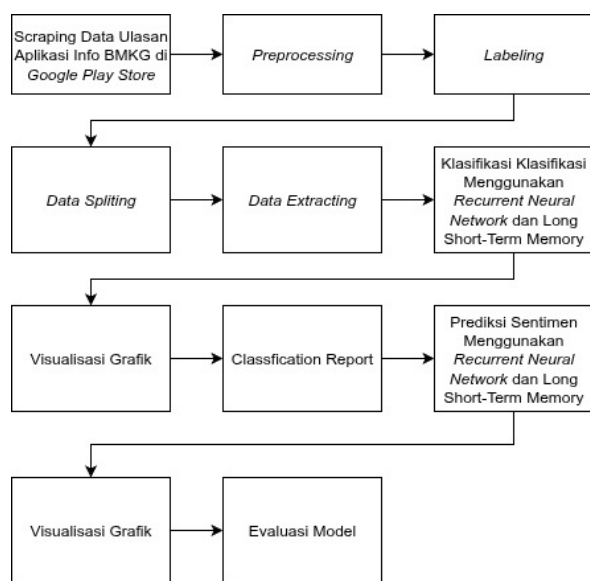 Scraping Data Ulasan
Aplikasi Info BMKG di
Google Play Store
Preprocessing
Labeling
Data Spliting
Data Extracting
Klasifikasi Klasifikasi
Menggunakan
Recurrent Neural
Network dan Long
Short-Term Memory
Visualisasi Grafik
Classfication Report
Prediksi Sentimen
Menggunakan
Recurrent Neural
Network dan Long
Short-Term Memory
Visualisasi Grafik
Evaluasi Model